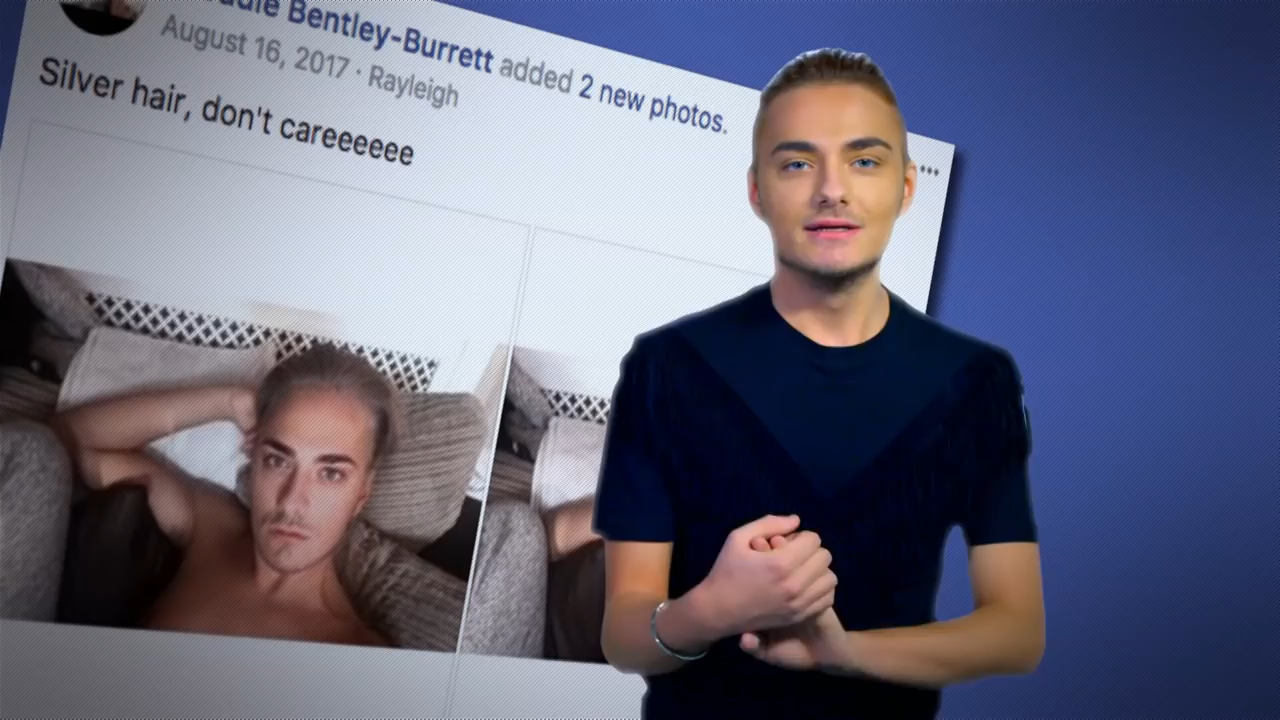 Bentley-Burrett added 2 new photos.
August 16, 2017 · Rayleigh
Silver hair, don't careeeeee